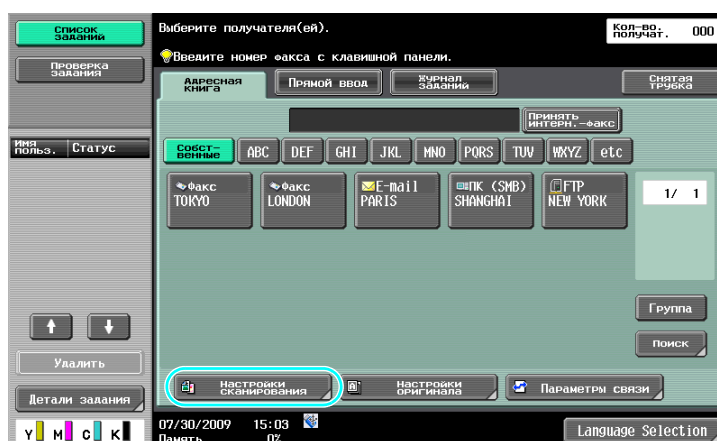 Список
заданий
Проверка
задания
Имя
польз.
Статус
Удалить
Детали задания
Y
M
C
K
Выберите получателя(ей).
Кол-во.
получат.
000
Введите номер факса с клавишной панели.
Адресная
книга
Прямой ввод
Журнал
заданий
Снятая
трубка
Принять
интерн.-факс
Собст-
венные
ABC
DEF
GHI
JKL
MNO
PQRS
TUV
WXYZ
etc
Факс
TOKYO
Факс
LONDON
E-mail
PARIS
ПК (SMB)
SHANGHAI
FTP
NEW YORK
1/ 1
Группа
Поиск
Настройки
сканирования
Настройки
оригинала
Параметры связи
07/30/2009 15:03
Память 0%
Language Selection